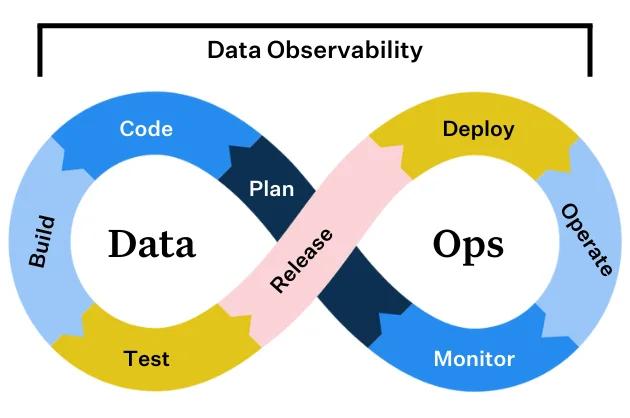 Data Observability
Code
Plan
Deploy
Build
Data
Release
Ops
Operate
Test
Monitor